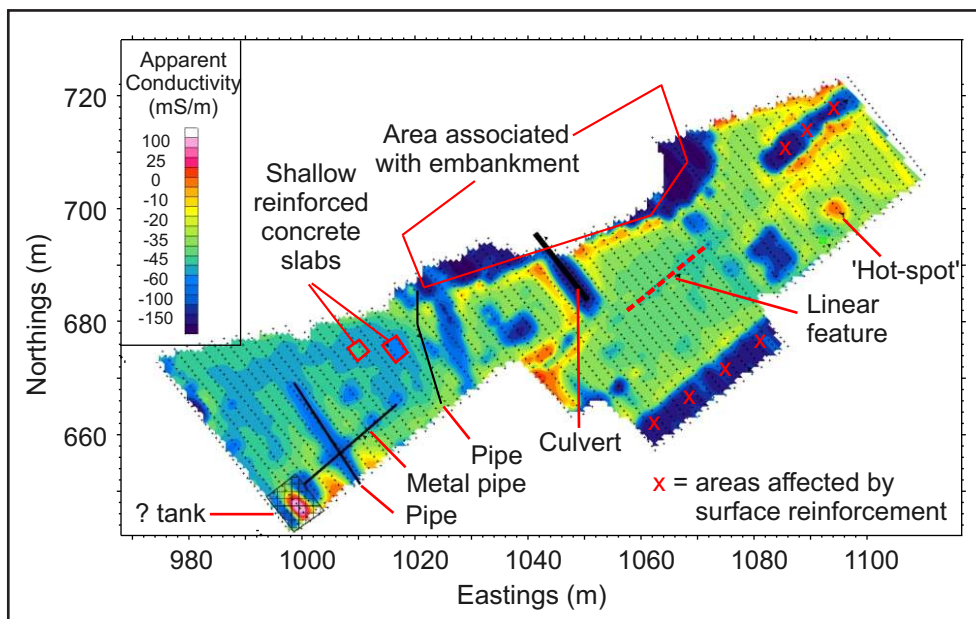 Apparent
Conductivity
(mS/m)
100
25
0
-10
-20
-35
-45
-60
-100
-150
Shallow
reinforced
concrete
slabs
Area associated
with embankment
'Hot-spot'
Linear
feature
Culvert
Pipe
Metal pipe
Pipe
? tank
x = areas affected by
surface reinforcement
x
x
x
x
x
x
x
Northings (m)
720
700
680
660
980
1000
1020
1040
1060
1080
1100
Eastings (m)